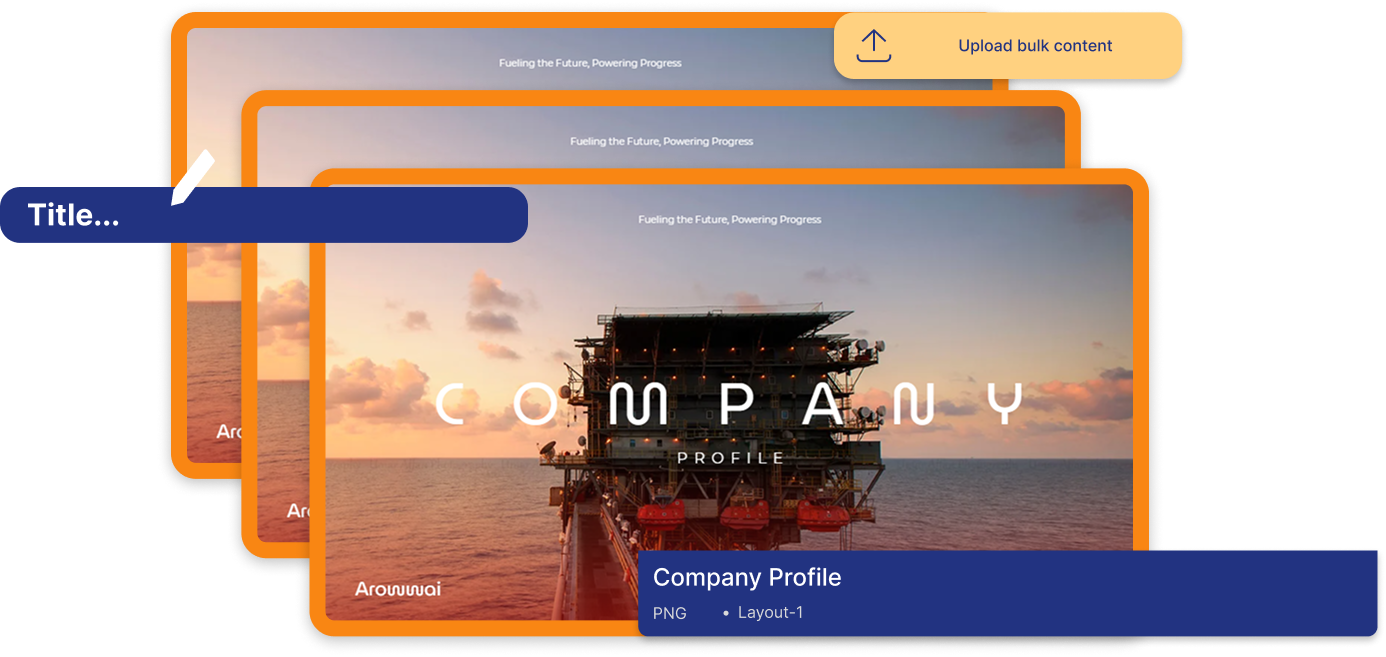 Upload bulk content
Fueling the Future, Powering Progress
Fueling the Future, Powering Progress
Title...
Fueling the Future, Powering Progress
COMPANY
PROFILE
Aro
Ar
Arowwai
Company Profile
PNG • Layout-1